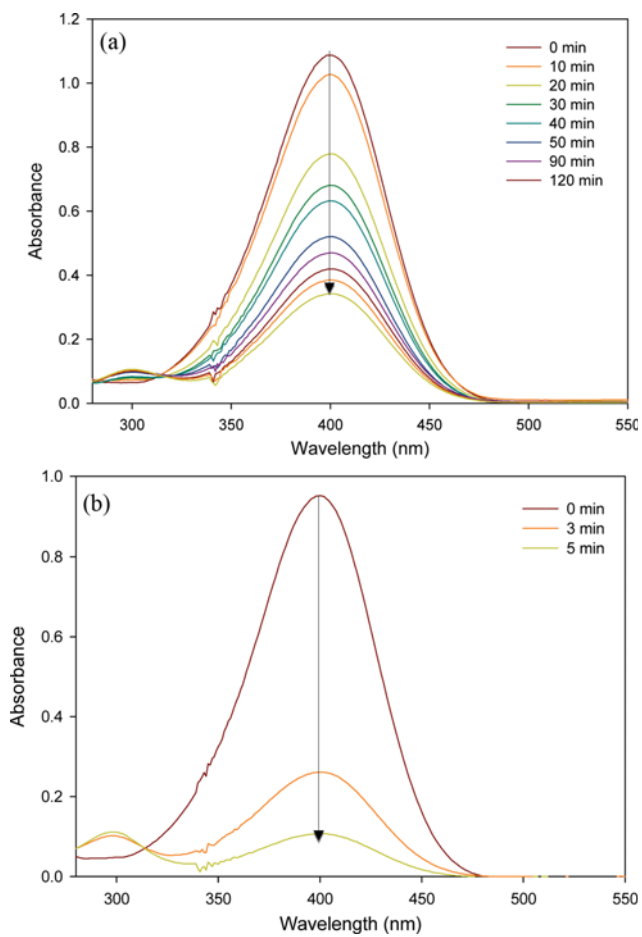 (a)
1.2
1.0
0.8
0.6
0.4
0.2
0.0
Absorbance
0 min
10 min
20 min
30 min
40 min
50 min
90 min
120 min
300 350 400 450 500 550
Wavelength (nm)
(b)
1.0
0.8
0.6
0.4
0.2
0.0
Absorbance
0 min
3 min
5 min
300 350 400 450 500 550
Wavelength (nm)